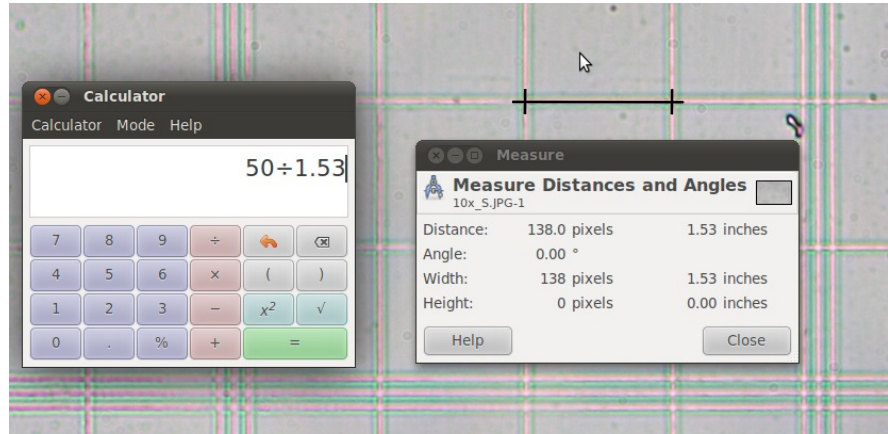 Calculator
Calculator Mode Help
50÷1.53
7 8 9 ÷
4 5 6 × ( )
1 2 3 − x² √
0 . % + =
Measure
Measure Distances and Angles
10x_S.JPG-1
Distance: 138.0 pixels 1.53 inches
Angle: 0.00 °
Width: 138 pixels 1.53 inches
Height: 0 pixels 0.00 inches
Help Close